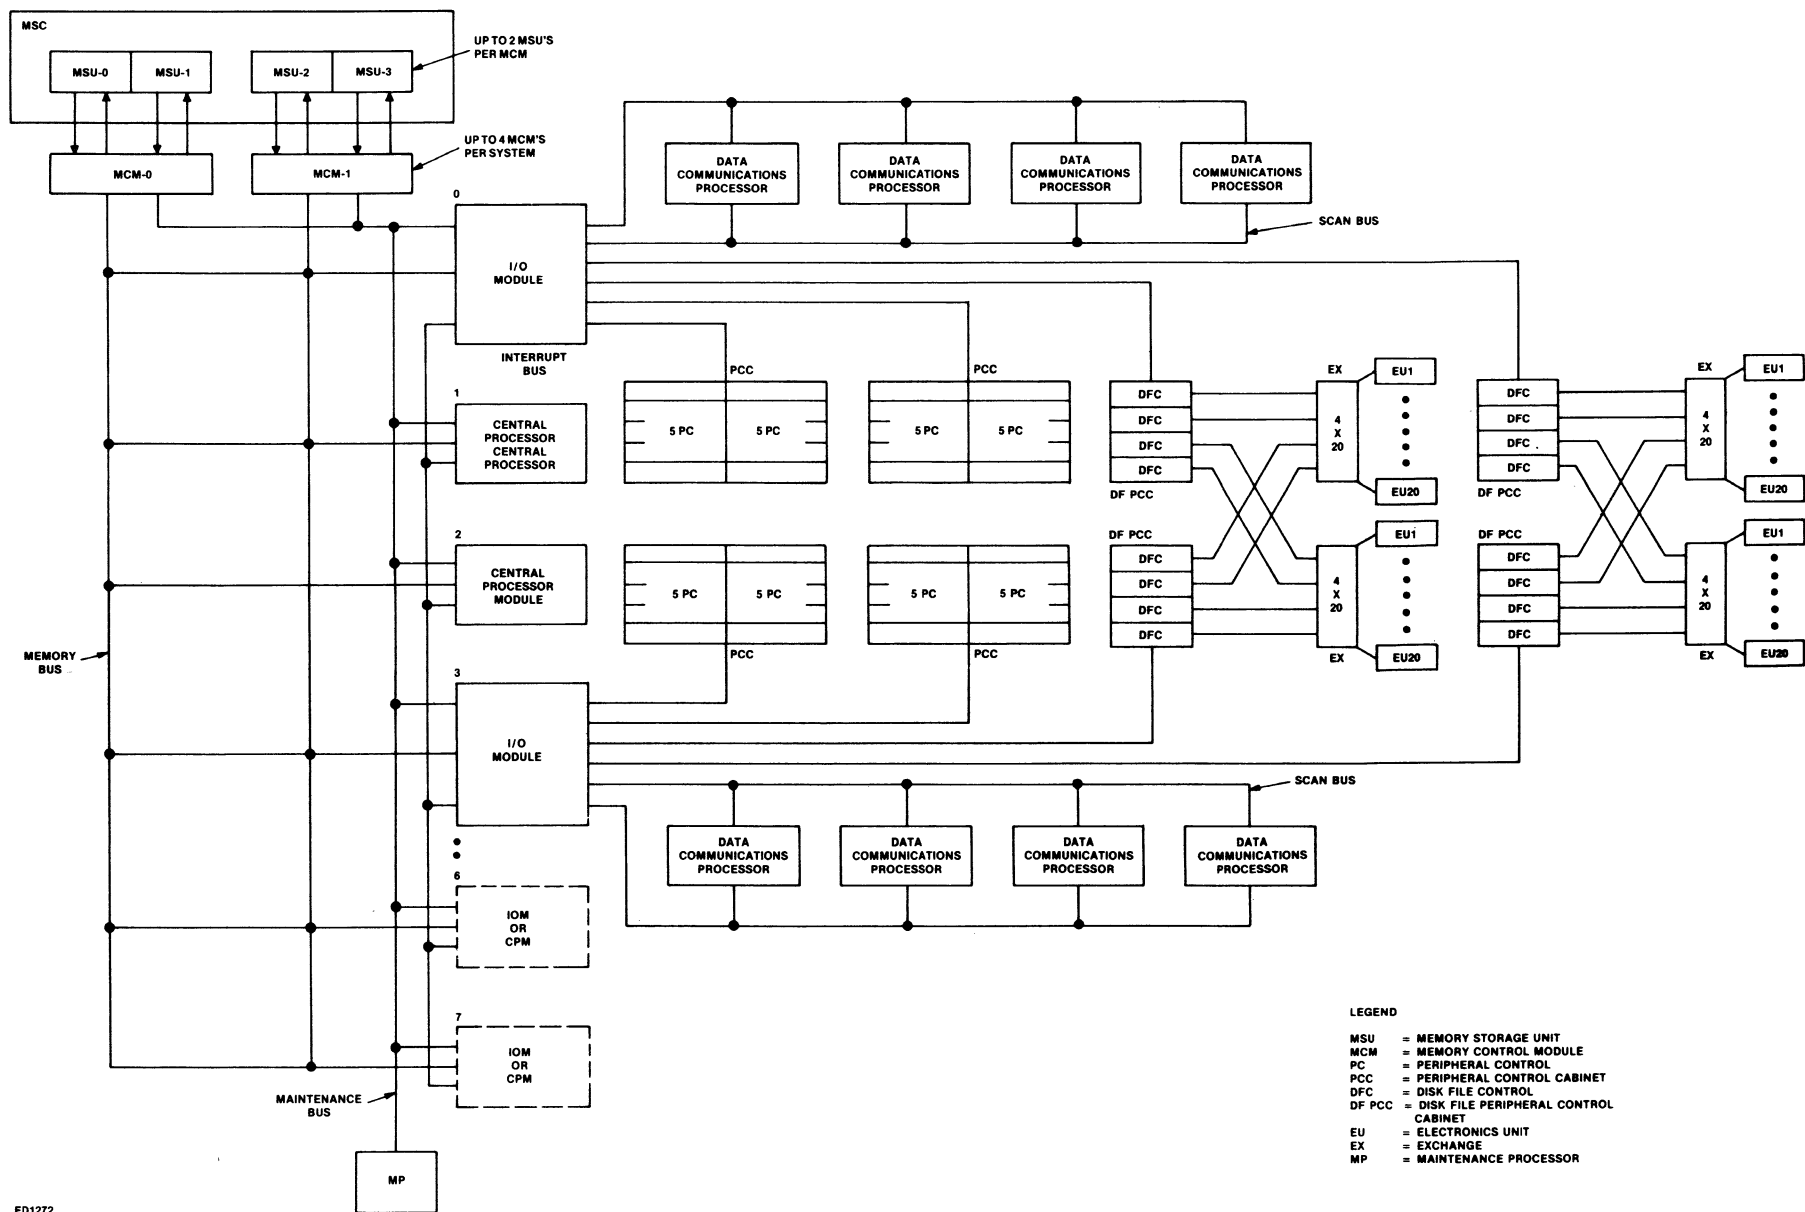 MSC
UP TO 2 MSU'S
PER MCM
MSU-0
MSU-1
MSU-2
MSU-3
UP TO 4 MCM'S
PER SYSTEM
MCM-0
MCM-1
DATA
COMMUNICATIONS
PROCESSOR
DATA
COMMUNICATIONS
PROCESSOR
DATA
COMMUNICATIONS
PROCESSOR
DATA
COMMUNICATIONS
PROCESSOR
SCAN BUS
0
I/O
MODULE
INTERRUPT
BUS
1
CENTRAL
PROCESSOR
CENTRAL
PROCESSOR
2
CENTRAL
PROCESSOR
MODULE
MEMORY
BUS
3
I/O
MODULE
6
IOM
OR
CPM
7
IOM
OR
CPM
MAINTENANCE
BUS
MP
PCC
5 PC
5 PC
PCC
5 PC
5 PC
5 PC
5 PC
PCC
5 PC
5 PC
PCC
DFC
DFC
DFC
DFC
DF PCC
DF PCC
DFC
DFC
DFC
DFC
EX
4
X
20
EU1
EU20
4
X
20
EX
EU1
EU20
DFC
DFC
DFC
DFC
DF PCC
DF PCC
DFC
DFC
DFC
DFC
EX
4
X
20
EU1
EU20
4
X
20
EX
EU1
EU20
SCAN BUS
DATA
COMMUNICATIONS
PROCESSOR
DATA
COMMUNICATIONS
PROCESSOR
DATA
COMMUNICATIONS
PROCESSOR
DATA
COMMUNICATIONS
PROCESSOR
LEGEND
MSU = MEMORY STORAGE UNIT
MCM = MEMORY CONTROL MODULE
PC = PERIPHERAL CONTROL
PCC = PERIPHERAL CONTROL CABINET
DFC = DISK FILE CONTROL
DF PCC = DISK FILE PERIPHERAL CONTROL
CABINET
EU = ELECTRONICS UNIT
EX = EXCHANGE
MP = MAINTENANCE PROCESSOR
ED1272